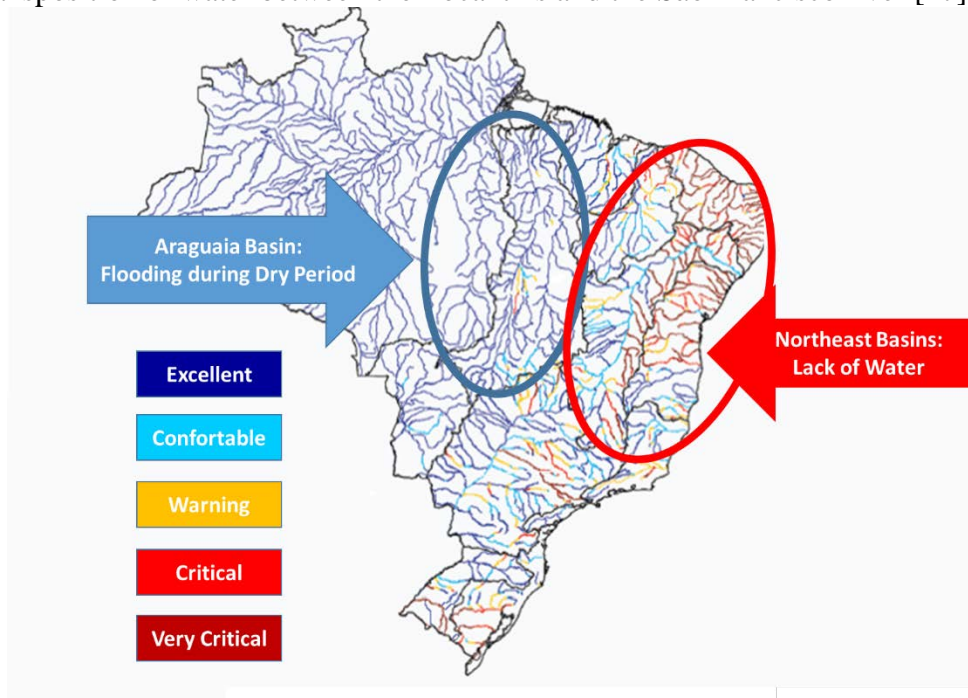 Araguaia Basin:
Flooding during Dry Period
Northeast Basins:
Lack of Water
Excellent
Confortable
Warning
Critical
Very Critical